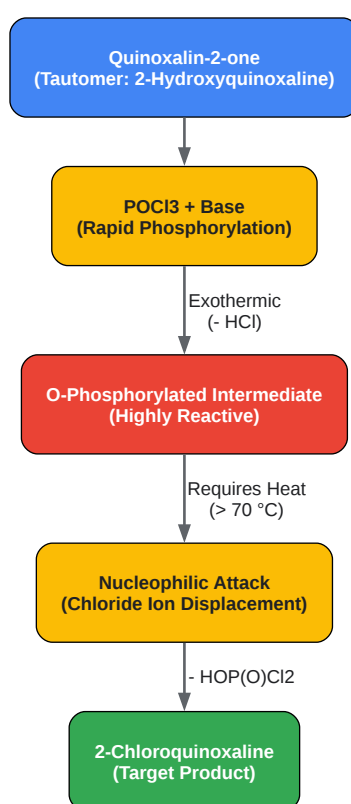 Quinoxalin-2-one
(Tautomer: 2-Hydroxyquinoxaline)
POCl3 + Base
(Rapid Phosphorylation)
Exothermic
(- HCl)
O-Phosphorylated Intermediate
(Highly Reactive)
Requires Heat
(> 70 °C)
Nucleophilic Attack
(Chloride Ion Displacement)
- HOP(O)Cl2
2-Chloroquinoxaline
(Target Product)